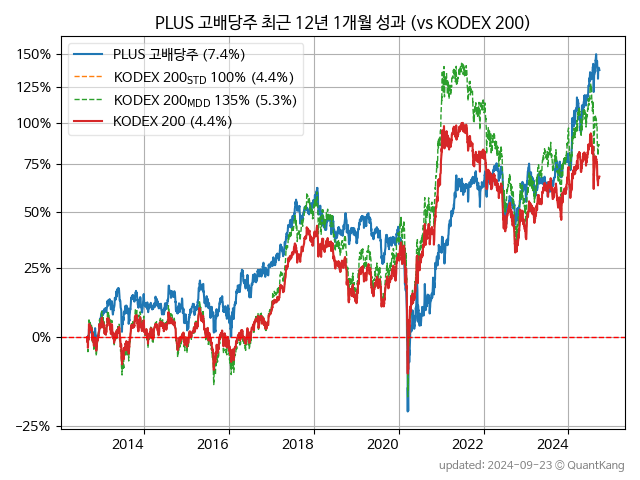 PLUS 고배당주 최근 12년 1개월 성과 (vs KODEX 200)
PLUS 고배당주 (7.4%)
KODEX 200STD 100% (4.4%)
KODEX 200MDD 135% (5.3%)
KODEX 200 (4.4%)
150%
125%
100%
75%
50%
25%
0%
−25%
2014 2016 2018 2020 2022 2024
updated: 2024-09-23 © QuantKang